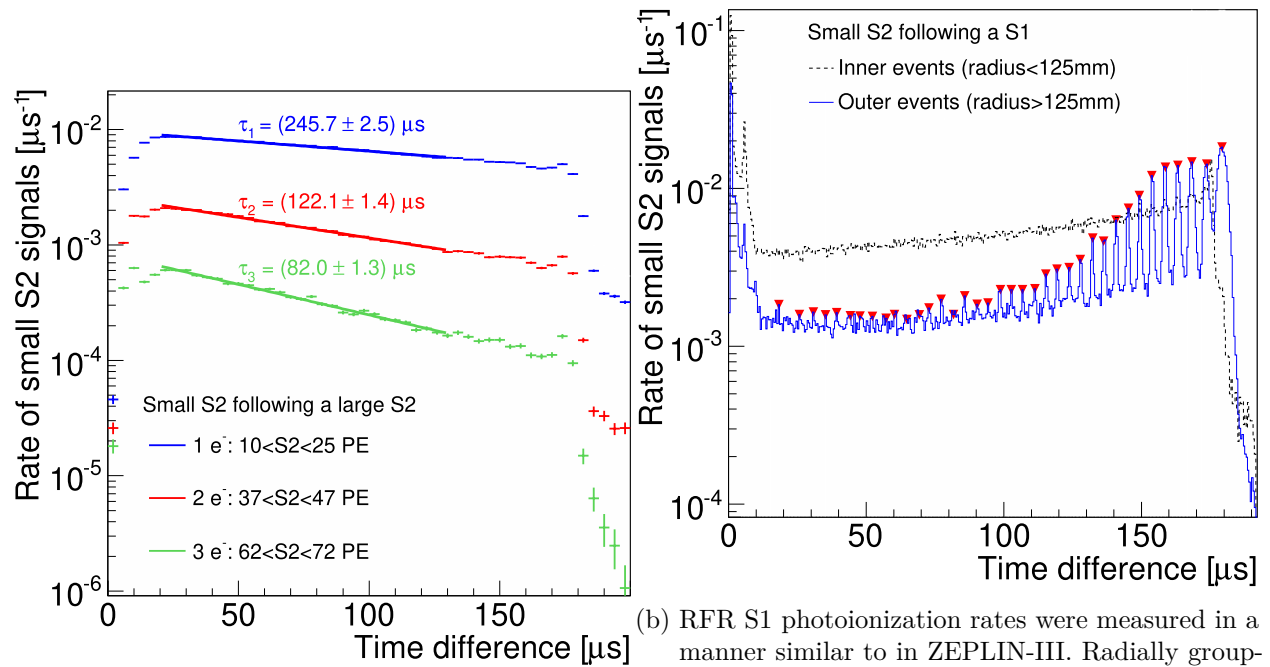 Rate of small S2 signals [μs⁻¹]
10⁻²
10⁻³
10⁻⁴
10⁻⁵
10⁻⁶
τ₁ = (245.7 ± 2.5) μs
τ₂ = (122.1 ± 1.4) μs
τ₃ = (82.0 ± 1.3) μs
Small S2 following a large S2
1 e⁻: 10<S2<25 PE
2 e⁻: 37<S2<47 PE
3 e⁻: 62<S2<72 PE
0 50 100 150
Time difference [μs]
Rate of small S2 signals [μs⁻¹]
10⁻¹
10⁻²
10⁻³
10⁻⁴
Small S2 following a S1
Inner events (radius<125mm)
Outer events (radius>125mm)
0 50 100 150
Time difference [μs]
(b) RFR S1 photoionization rates were measured in a
manner similar to in ZEPLIN-III. Radially group-